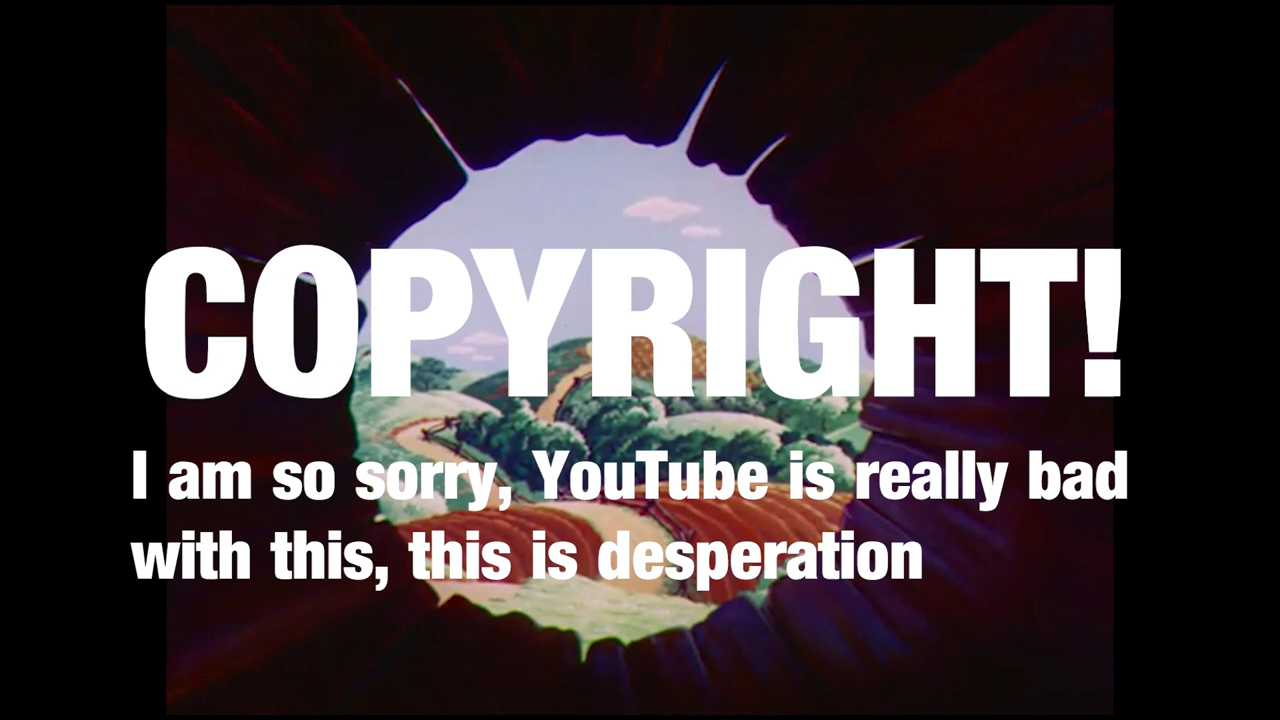 COPYRIGHT!
I am so sorry, YouTube is really bad
with this, this is desperation